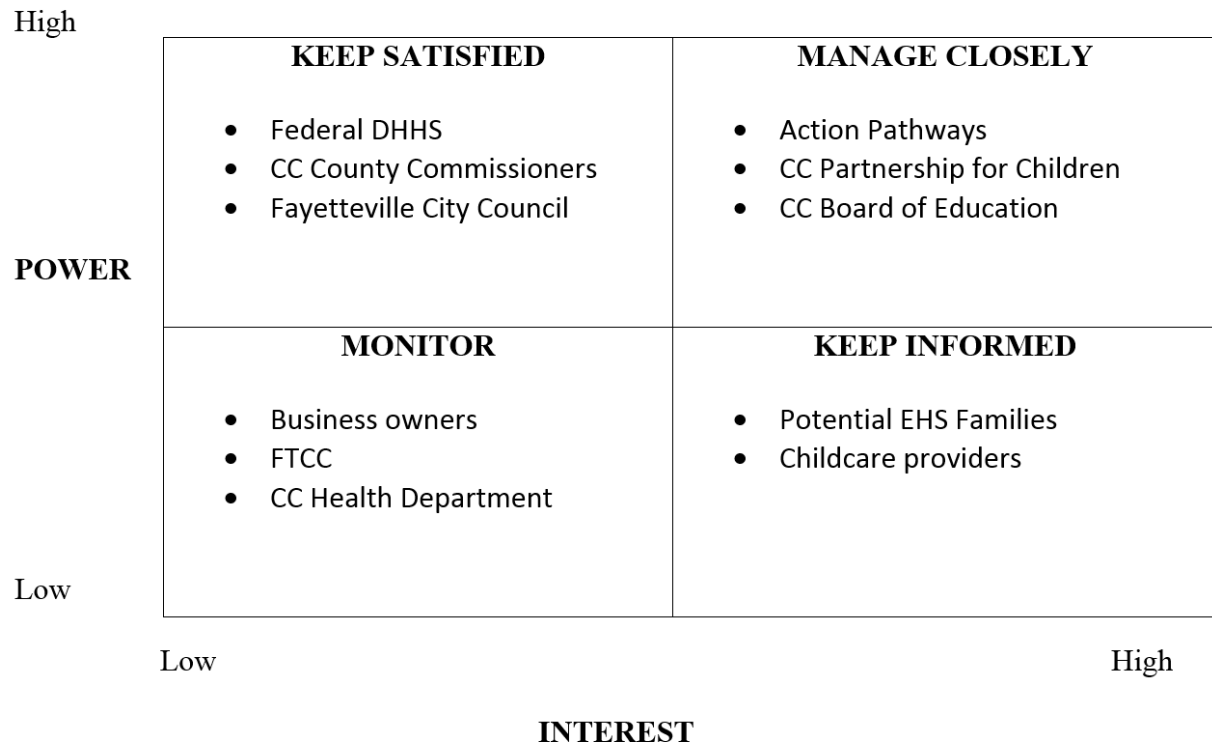 High
KEEP SATISFIED
• Federal DHHS
• CC County Commissioners
• Fayetteville City Council
MANAGE CLOSELY
• Action Pathways
• CC Partnership for Children
• CC Board of Education
POWER
MONITOR
• Business owners
• FTCC
• CC Health Department
KEEP INFORMED
• Potential EHS Families
• Childcare providers
Low
Low
High
INTEREST